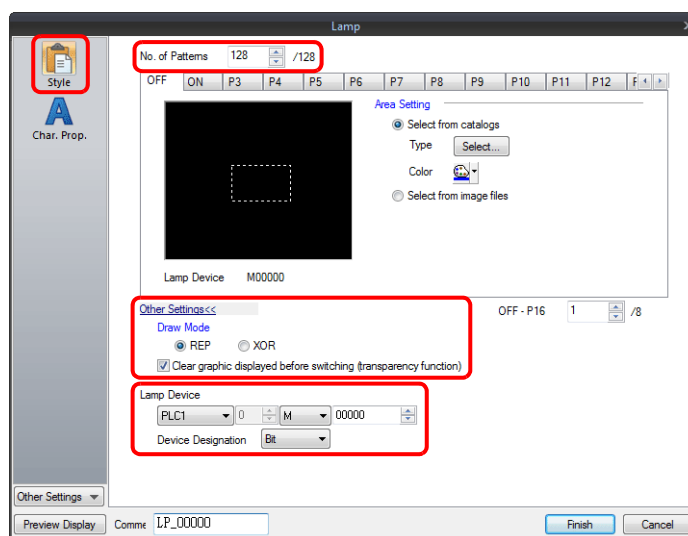 Lamp
Style
Char. Prop.
No. of Patterns 128 /128
OFF ON P3 P4 P5 P6 P7 P8 P9 P10 P11 P12
Area Setting
Select from catalogs
Type Select...
Color
Select from image files
Lamp Device M00000
Other Settings<<
OFF - P16 1 /8
Draw Mode
REP XOR
Clear graphic displayed before switching (transparency function)
Lamp Device
PLC1 0 M 00000
Device Designation Bit
Other Settings
Preview Display Comme LP_00000 Finish Cancel